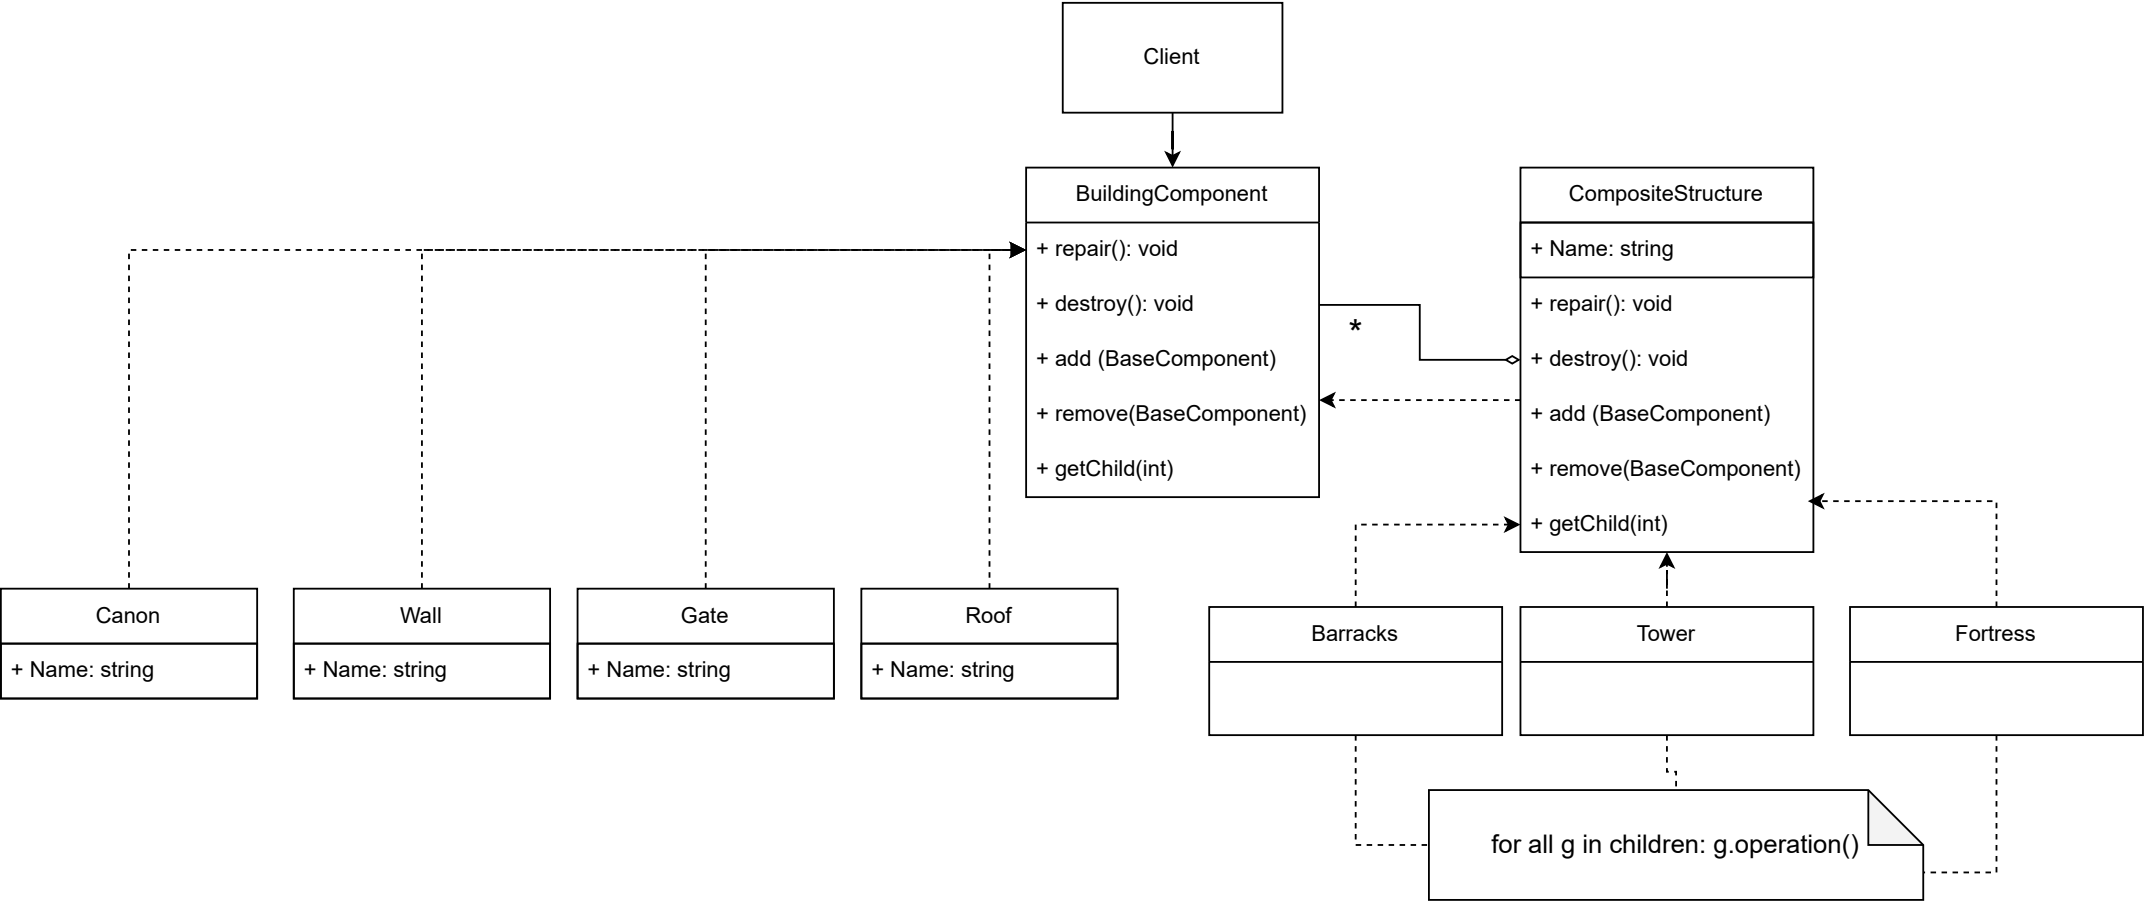 Client
BuildingComponent
+ repair(): void
+ destroy(): void
+ add (BaseComponent)
+ remove(BaseComponent)
+ getChild(int)
*
CompositeStructure
+ Name: string
+ repair(): void
+ destroy(): void
+ add (BaseComponent)
+ remove(BaseComponent)
+ getChild(int)
Canon
+ Name: string
Wall
+ Name: string
Gate
+ Name: string
Roof
+ Name: string
Barracks
Tower
Fortress
for all g in children: g.operation()